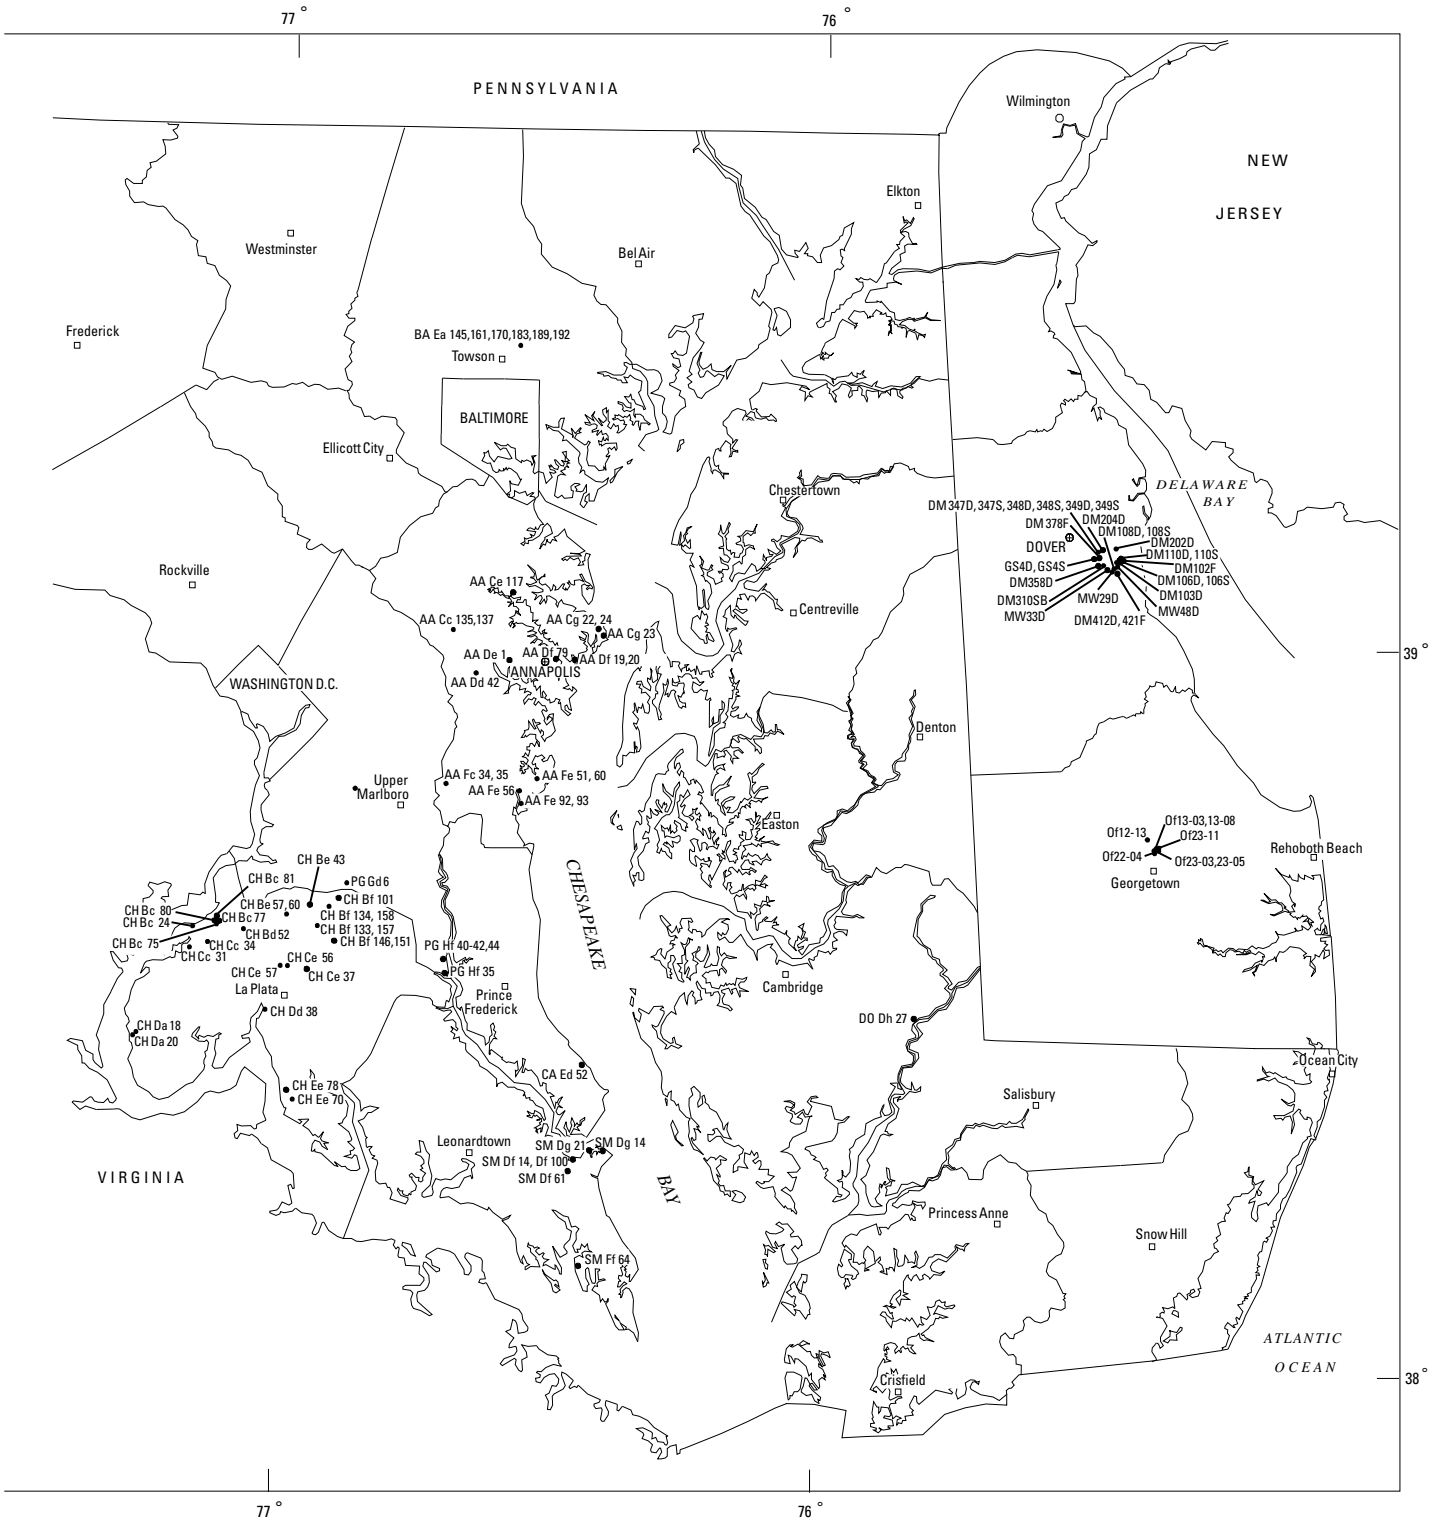 77 °
76 °
PENNSYLVANIA
Wilmington
NEW
JERSEY
Elkton
Westminster
Bel Air
Frederick
BA Ea 145,161,170,183,189,192
Towson
BALTIMORE
Ellicott City
Chestertown
DELAWARE
BAY
DM 347D, 347S, 348D, 348S, 349D, 349S
DM204D
DM 378F
DM108D, 108S
DOVER
DM202D
DM110D, 110S
GS4D, GS4S
DM102F
DM358D
DM106D, 106S
DM103D
DM310SB
MW29D
MW48D
MW33D
DM412D, 421F
Rockville
AA Ce 117
Centreville
AA Cc 135,137
AA Cg 22, 24
AA Cg 23
39 °
AA De 1
AA Df 79
AA Df 19,20
ANNAPOLIS
AA Dd 42
WASHINGTON D.C.
Denton
Upper
Marlboro
AA Fc 34, 35
AA Fe 51, 60
AA Fe 56
AA Fe 92, 93
Easton
Of13-03,13-08
Of12-13
Of23-11
Of22-04
Of23-03,23-05
Rehoboth Beach
Georgetown
CHESAPEAKE
CH Be 43
CH Bc 81
PG Gd 6
CH Bf 101
CH Be 57,60
CH Bc 80
CH Bc 77
CH Bf 134, 158
CH Bc 24
CH Bd 52
CH Bf 133, 157
CH Bc 75
CH Cc 34
CH Bf 146,151
CH Cc 31
PG Hf 40-42,44
CH Ce 56
CH Ce 57
CH Ce 37
PG Hf 35
La Plata
Prince
Frederick
Cambridge
CH Dd 38
DO Dh 27
CH Da 18
CH Da 20
Ocean City
CA Ed 52
CH Ee 78
CH Ee 70
Salisbury
Leonardtown
SM Dg 21
SM Dg 14
SM Df 14, Df 100
SM Df 61
VIRGINIA
BAY
Princess Anne
Snow Hill
SM Ff 64
ATLANTIC
OCEAN
38 °
Crisfield
77 °
76 °